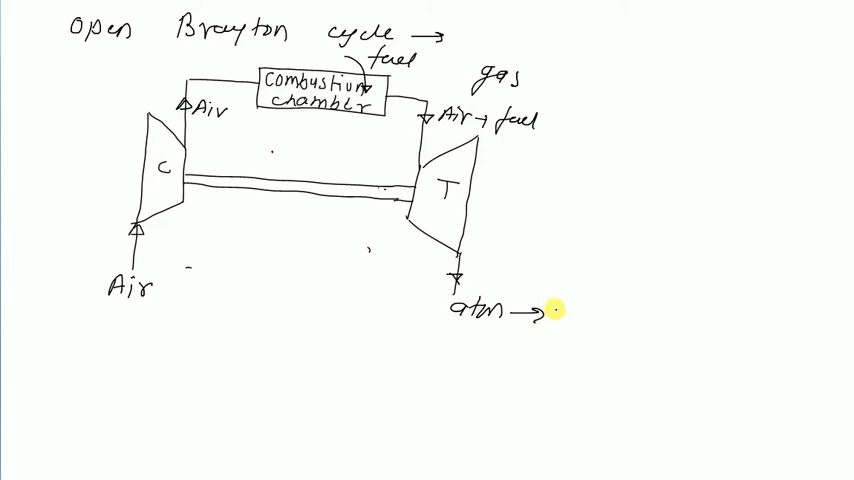 open Brayton cycle →
fuel
gas
combustion
chamber
Air
Air + fuel
C
T
Air
atm →